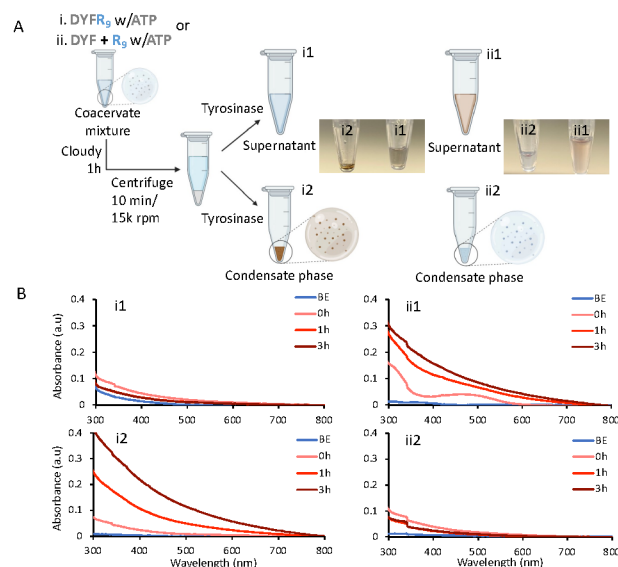 A
i. DYFR₉ w/ATP or
ii. DYF + R₉ w/ATP
Coacervate
mixture
Cloudy
1h
Centrifuge
10 min/
15k rpm
Tyrosinase
i1
Supernatant
i2 i1
ii1
Supernatant
ii2 ii1
Tyrosinase
i2
Condensate phase
ii2
Condensate phase
B
i1
Absorbance (a.u)
0.4
0.3
0.2
0.1
0
300 400 500 600 700 800
BE
0h
1h
3h
ii1
0.4
0.3
0.2
0.1
0
300 400 500 600 700 800
BE
0h
1h
3h
i2
Absorbance (a.u)
0.4
0.3
0.2
0.1
0
300 400 500 600 700 800
Wavelength (nm)
BE
0h
1h
3h
ii2
0.4
0.3
0.2
0.1
0
300 400 500 600 700 800
Wavelength (nm)
BE
0h
1h
3h